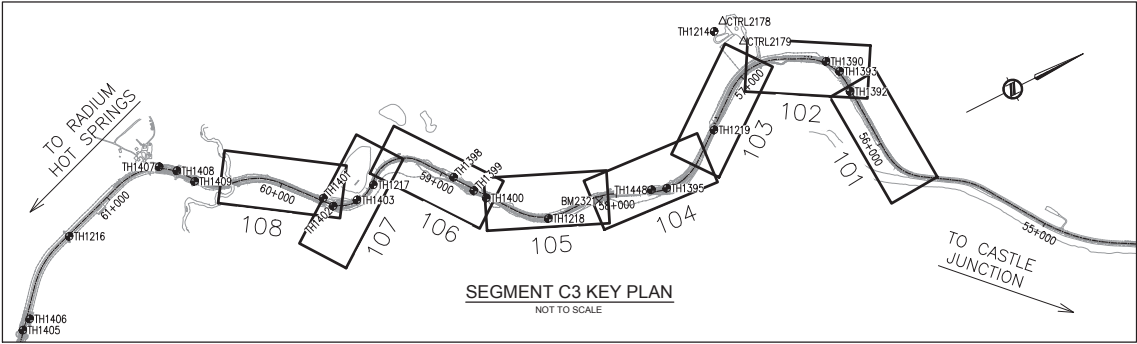 CTRL2178
TH1214
CTRL2179
TH1390
TH1393
TH1392
102
57+000
103
TH1219
56+000
101
TO RADIUM
HOT SPRINGS
TH1407
TH1408
TH1409
61+000
60+000
TH1401
TH1402
TH1403
TH1217
108
107
TH1398
TH1399
59+000
TH1400
106
TH1218
105
BM232
58+000
TH1448
TH1395
104
55+000
TO CASTLE
JUNCTION
TH1216
TH1406
TH1405
SEGMENT C3 KEY PLAN
NOT TO SCALE